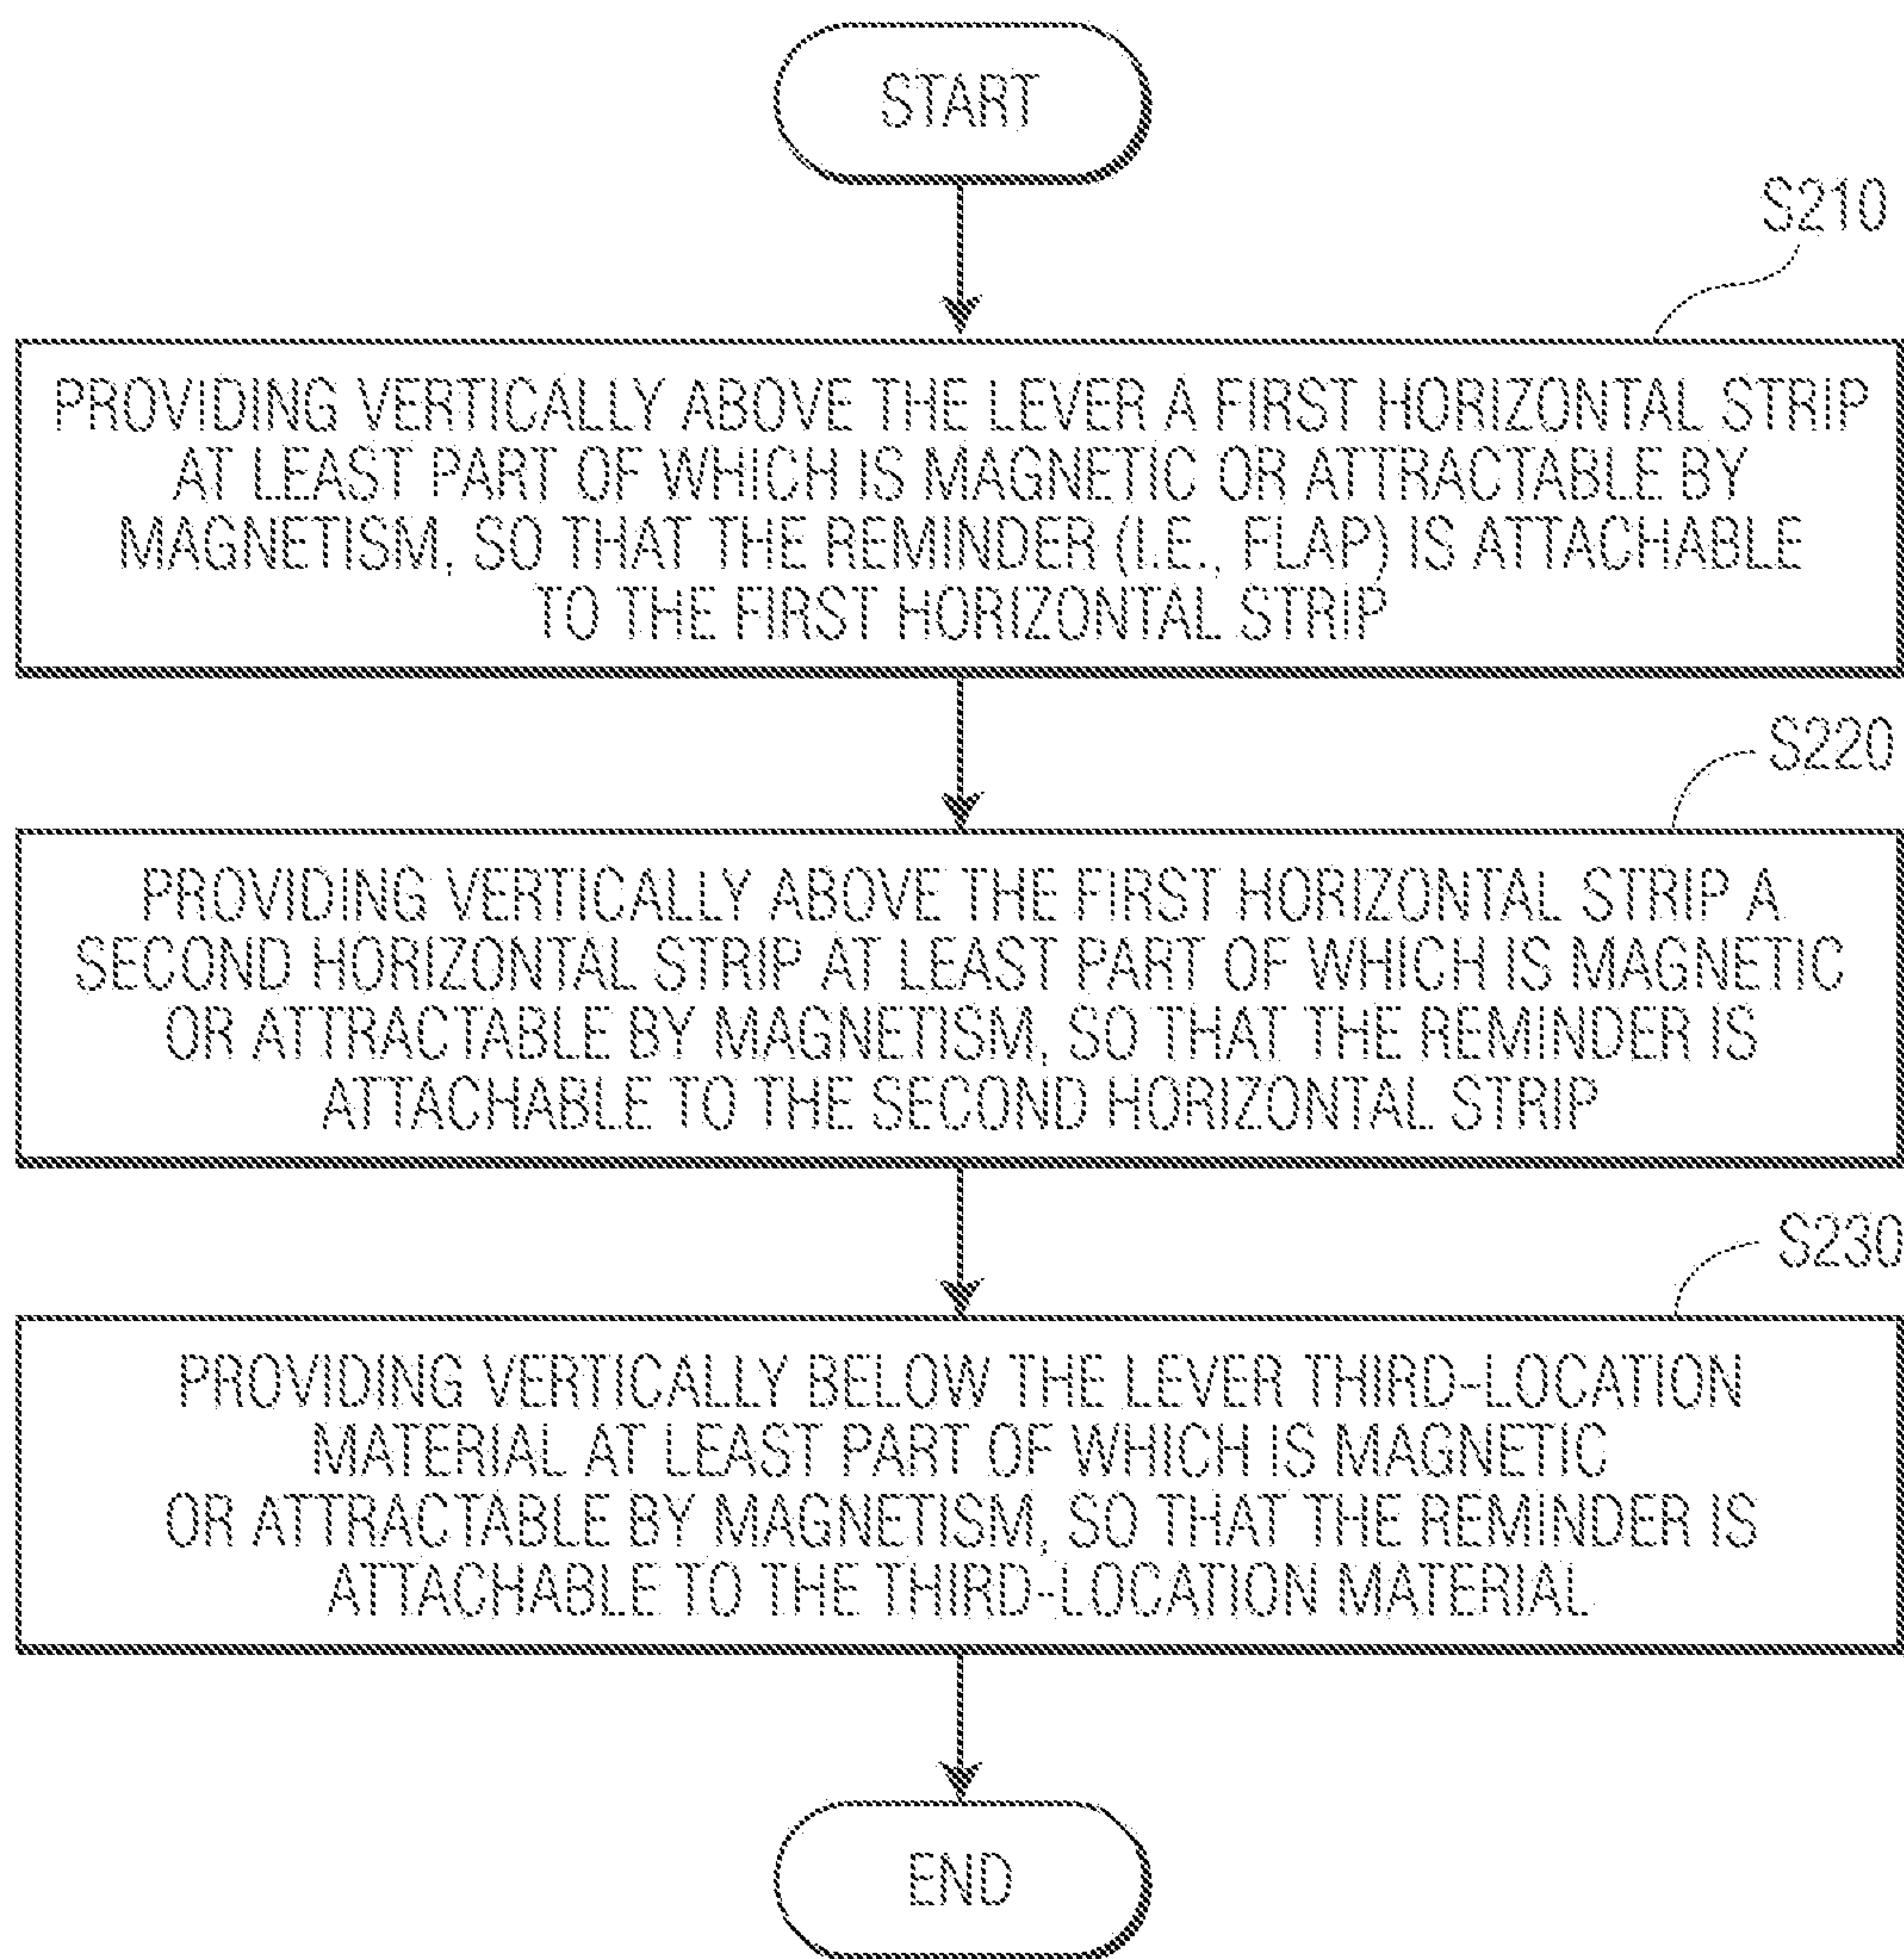 START
S210
PROVIDING VERTICALLY ABOVE THE LEVER A FIRST HORIZONTAL STRIP
AT LEAST PART OF WHICH IS MAGNETIC OR ATTRACTABLE BY
MAGNETISM, SO THAT THE REMINDER (I.E., FLAP) IS ATTACHABLE
TO THE FIRST HORIZONTAL STRIP
S220
PROVIDING VERTICALLY ABOVE THE FIRST HORIZONTAL STRIP A
SECOND HORIZONTAL STRIP AT LEAST PART OF WHICH IS MAGNETIC
OR ATTRACTABLE BY MAGNETISM, SO THAT THE REMINDER IS
ATTACHABLE TO THE SECOND HORIZONTAL STRIP
S230
PROVIDING VERTICALLY BELOW THE LEVER THIRD-LOCATION
MATERIAL AT LEAST PART OF WHICH IS MAGNETIC
OR ATTRACTABLE BY MAGNETISM, SO THAT THE REMINDER IS
ATTACHABLE TO THE THIRD-LOCATION MATERIAL
END